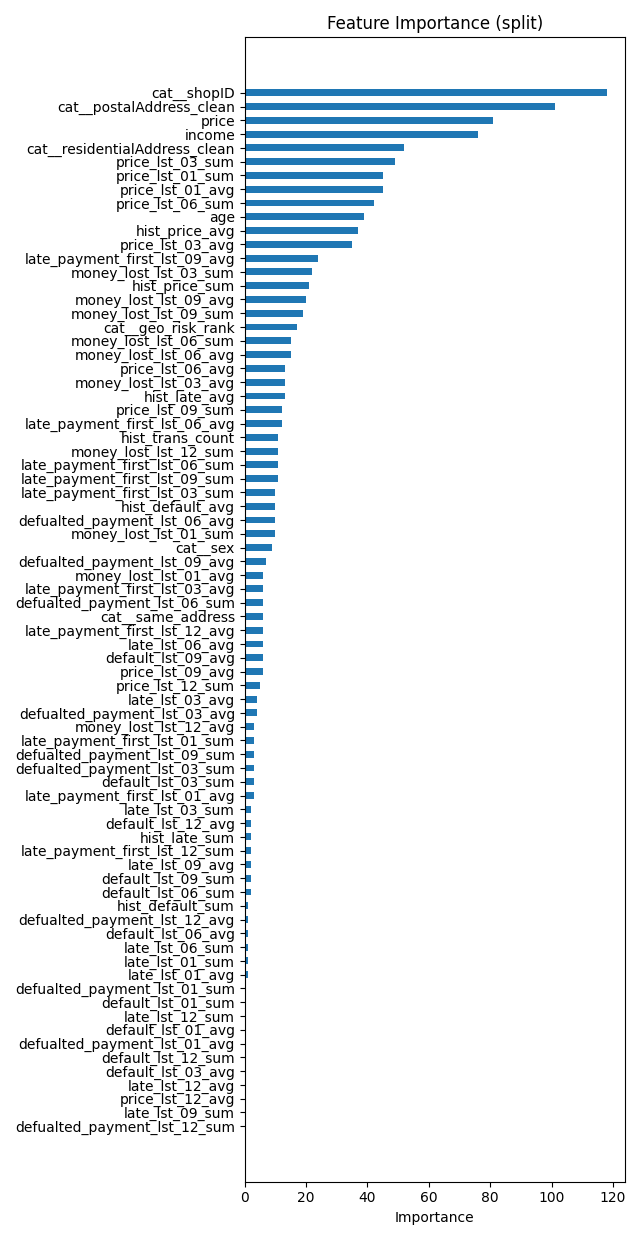 Feature Importance (split)
cat__shopID
cat__postalAddress_clean
price
income
cat__residentialAddress_clean
price_lst_03_sum
price_lst_01_sum
price_lst_01_avg
price_lst_06_sum
age
hist_price_avg
price_lst_03_avg
late_payment_first_lst_09_avg
money_lost_lst_03_sum
hist_price_sum
money_lost_lst_09_avg
money_lost_lst_09_sum
cat__geo_risk_rank
money_lost_lst_06_sum
money_lost_lst_06_avg
price_lst_06_avg
money_lost_lst_03_avg
hist_late_avg
price_lst_09_sum
late_payment_first_lst_06_avg
hist_trans_count
money_lost_lst_12_sum
late_payment_first_lst_06_sum
late_payment_first_lst_09_sum
late_payment_first_lst_03_sum
hist_default_avg
defualted_payment_lst_06_avg
money_lost_lst_01_sum
cat__sex
defualted_payment_lst_09_avg
money_lost_lst_01_avg
late_payment_first_lst_03_avg
defualted_payment_lst_06_sum
cat__same_address
late_payment_first_lst_12_avg
late_lst_06_avg
default_lst_09_avg
price_lst_09_avg
price_lst_12_sum
late_lst_03_avg
defualted_payment_lst_03_avg
money_lost_lst_12_avg
late_payment_first_lst_01_sum
defualted_payment_lst_09_sum
defualted_payment_lst_03_sum
default_lst_03_sum
late_payment_first_lst_01_avg
late_lst_03_sum
default_lst_12_avg
hist_late_sum
late_payment_first_lst_12_sum
late_lst_09_avg
default_lst_09_sum
default_lst_06_sum
hist_default_sum
defualted_payment_lst_12_avg
default_lst_06_avg
late_lst_06_sum
late_lst_01_sum
late_lst_01_avg
defualted_payment_lst_01_sum
default_lst_01_sum
late_lst_12_sum
default_lst_01_avg
defualted_payment_lst_01_avg
default_lst_12_sum
default_lst_03_avg
late_lst_12_avg
price_lst_12_avg
late_lst_09_sum
defualted_payment_lst_12_sum
0 20 40 60 80 100 120
Importance